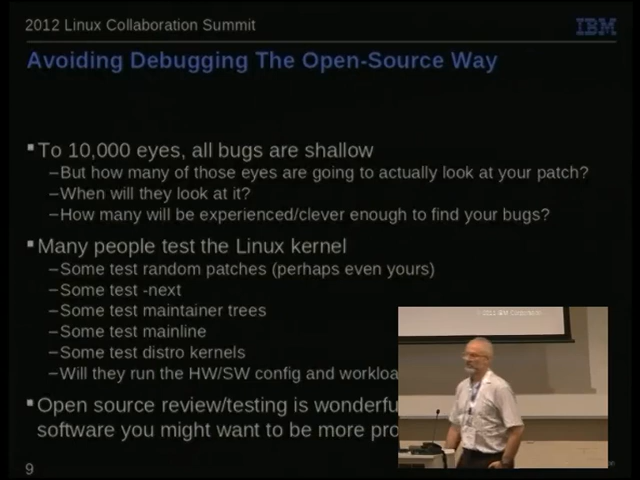 2012 Linux Collaboration Summit
IBM
Avoiding Debugging The Open-Source Way
▪To 10,000 eyes, all bugs are shallow
–But how many of those eyes are going to actually look at your patch?
–When will they look at it?
–How many will be experienced/clever enough to find your bugs?
▪Many people test the Linux kernel
–Some test random patches (perhaps even yours)
–Some test -next
–Some test maintainer trees
–Some test mainline
–Some test distro kernels
–Will they run the HW/SW config and workloa
▪Open source review/testing is wonderfu
software you might want to be more pro
9